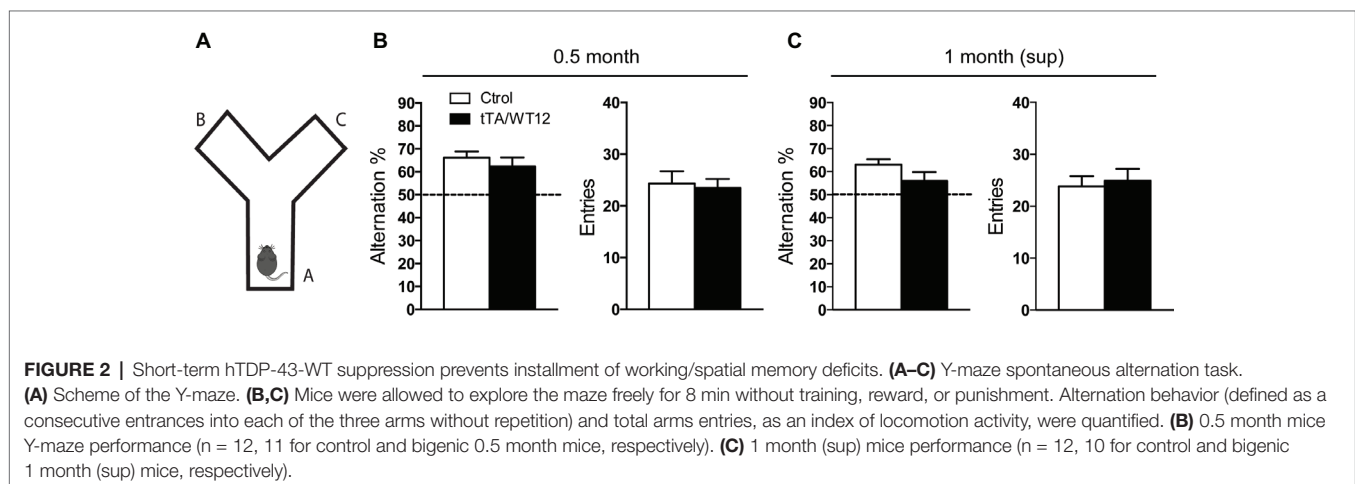 A
B
C
A
B
0.5 month
Ctrol
tTA/WT12
Alternation %
90
80
70
60
50
40
30
20
10
0
Entries
40
30
20
10
0
C
1 month (sup)
Alternation %
90
80
70
60
50
40
30
20
10
0
Entries
40
30
20
10
0
FIGURE 2 | Short-term hTDP-43-WT suppression prevents installment of working/spatial memory deficits. (A–C) Y-maze spontaneous alternation task.
(A) Scheme of the Y-maze. (B,C) Mice were allowed to explore the maze freely for 8 min without training, reward, or punishment. Alternation behavior (defined as a
consecutive entrances into each of the three arms without repetition) and total arms entries, as an index of locomotion activity, were quantified. (B) 0.5 month mice
Y-maze performance (n = 12, 11 for control and bigenic 0.5 month mice, respectively). (C) 1 month (sup) mice performance (n = 12, 10 for control and bigenic
1 month (sup) mice, respectively).